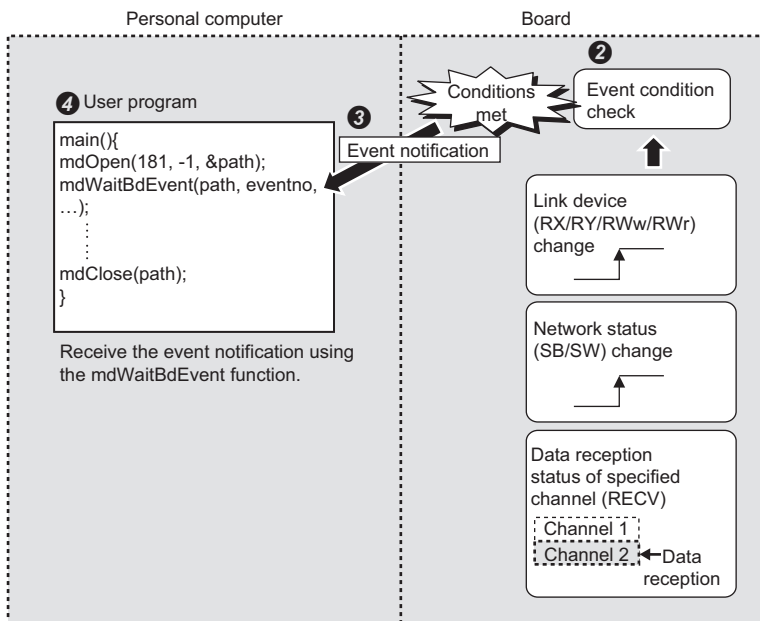 Personal computer
Board
❷
Conditions
met
Event condition
check
❹ User program
❸
Event notification
main(){
mdOpen(181, -1, &path);
mdWaitBdEvent(path, eventno,
…);
⋮
⋮
mdClose(path);
}
Receive the event notification using
the mdWaitBdEvent function.
Link device
(RX/RY/RWw/RWr)
change
Network status
(SB/SW) change
Data reception
status of specified
channel (RECV)
Channel 1
Channel 2
Data
reception